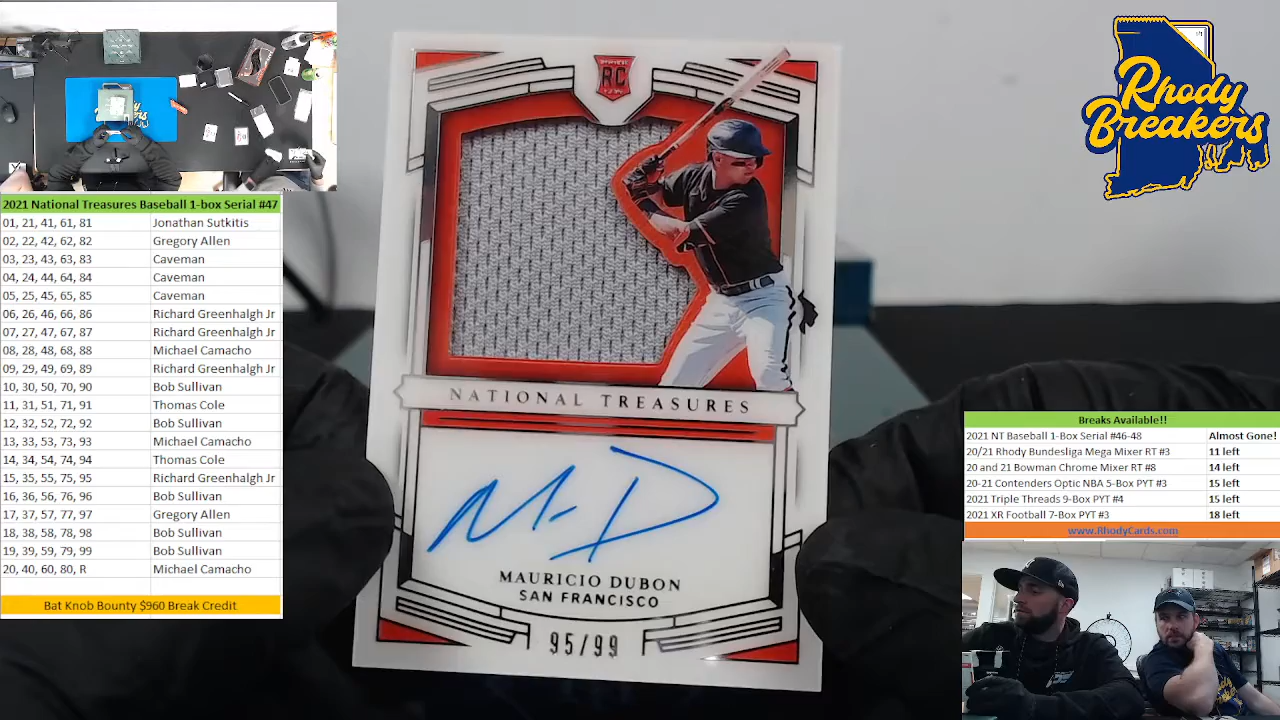 2021 National Treasures Baseball 1-box Serial #47
01, 21, 41, 61, 81 Jonathan Sutkitis
02, 22, 42, 62, 82 Gregory Allen
03, 23, 43, 63, 83 Caveman
04, 24, 44, 64, 84 Caveman
05, 25, 45, 65, 85 Caveman
06, 26, 46, 66, 86 Richard Greenhalgh Jr
07, 27, 47, 67, 87 Richard Greenhalgh Jr
08, 28, 48, 68, 88 Michael Camacho
09, 29, 49, 69, 89 Richard Greenhalgh Jr
10, 30, 50, 70, 90 Bob Sullivan
11, 31, 51, 71, 91 Thomas Cole
12, 32, 52, 72, 92 Bob Sullivan
13, 33, 53, 73, 93 Michael Camacho
14, 34, 54, 74, 94 Thomas Cole
15, 35, 55, 75, 95 Richard Greenhalgh Jr
16, 36, 56, 76, 96 Bob Sullivan
17, 37, 57, 77, 97 Gregory Allen
18, 38, 58, 78, 98 Bob Sullivan
19, 39, 59, 79, 99 Bob Sullivan
20, 40, 60, 80, R Michael Camacho
Bat Knob Bounty $960 Break Credit
RC
NATIONAL TREASURES
MAURICIO DUBON
SAN FRANCISCO
95/99
Rhody
Breakers
Breaks Available!!
2021 NT Baseball 1-Box Serial #46-48 Almost Gone!
20/21 Rhody Bundesliga Mega Mixer RT #3 11 left
20 and 21 Bowman Chrome Mixer RT #8 14 left
20-21 Contenders Optic NBA 5-Box PYT #3 15 left
2021 Triple Threads 9-Box PYT #4 15 left
2021 XR Football 7-Box PYT #3 18 left
www.RhodyCards.com